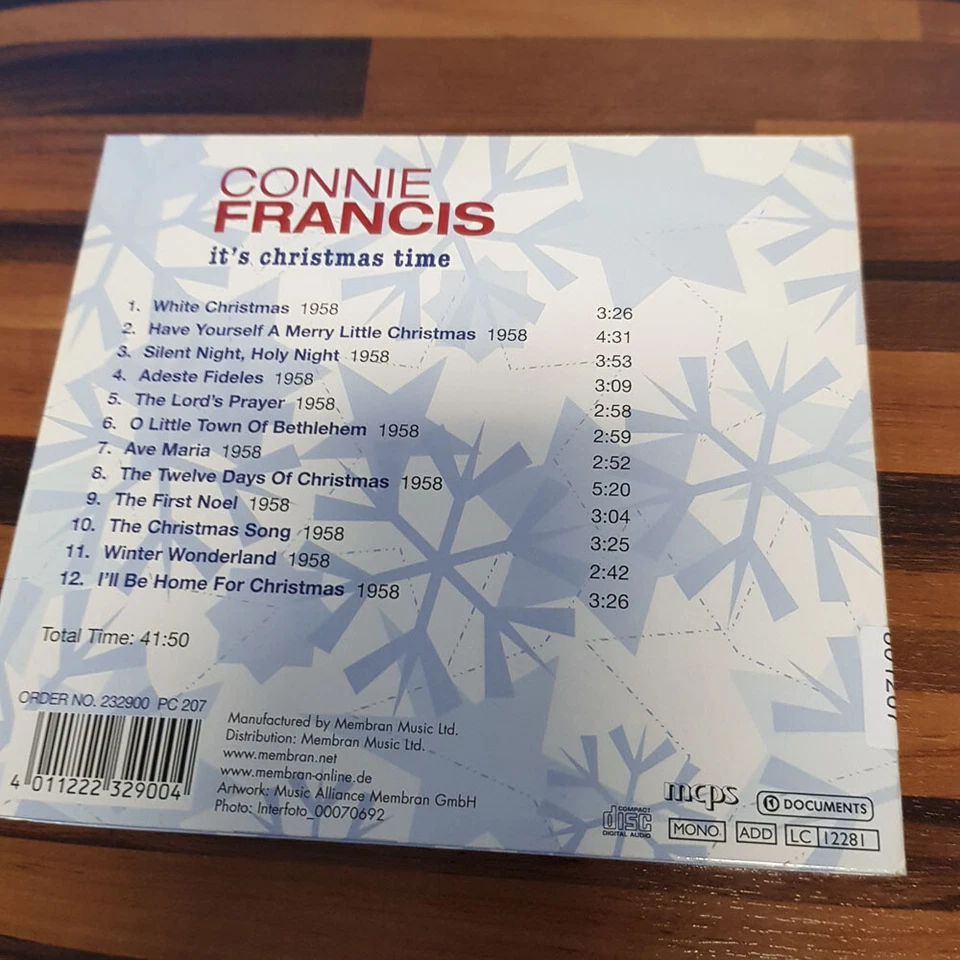 CONNIE
FRANCIS
it's christmas time
1. White Christmas 1958 3:26
2. Have Yourself A Merry Little Christmas 1958 4:31
3. Silent Night, Holy Night 1958 3:53
4. Adeste Fideles 1958 3:09
5. The Lord's Prayer 1958 2:58
6. O Little Town Of Bethlehem 1958 2:59
7. Ave Maria 1958 2:52
8. The Twelve Days Of Christmas 1958 5:20
9. The First Noel 1958 3:04
10. The Christmas Song 1958 3:25
11. Winter Wonderland 1958 2:42
12. I'll Be Home For Christmas 1958 3:26
Total Time: 41:50
ORDER NO. 232900 PC 207
4 011222 329004
Manufactured by Membran Music Ltd.
Distribution: Membran Music Ltd.
www.membran.net
www.membran-online.de
Artwork: Music Alliance Membran GmbH
Photo: Interfoto_00070692
COMPACT
disc
DIGITAL AUDIO
mcps
DOCUMENTS
MONO ADD LC 12281